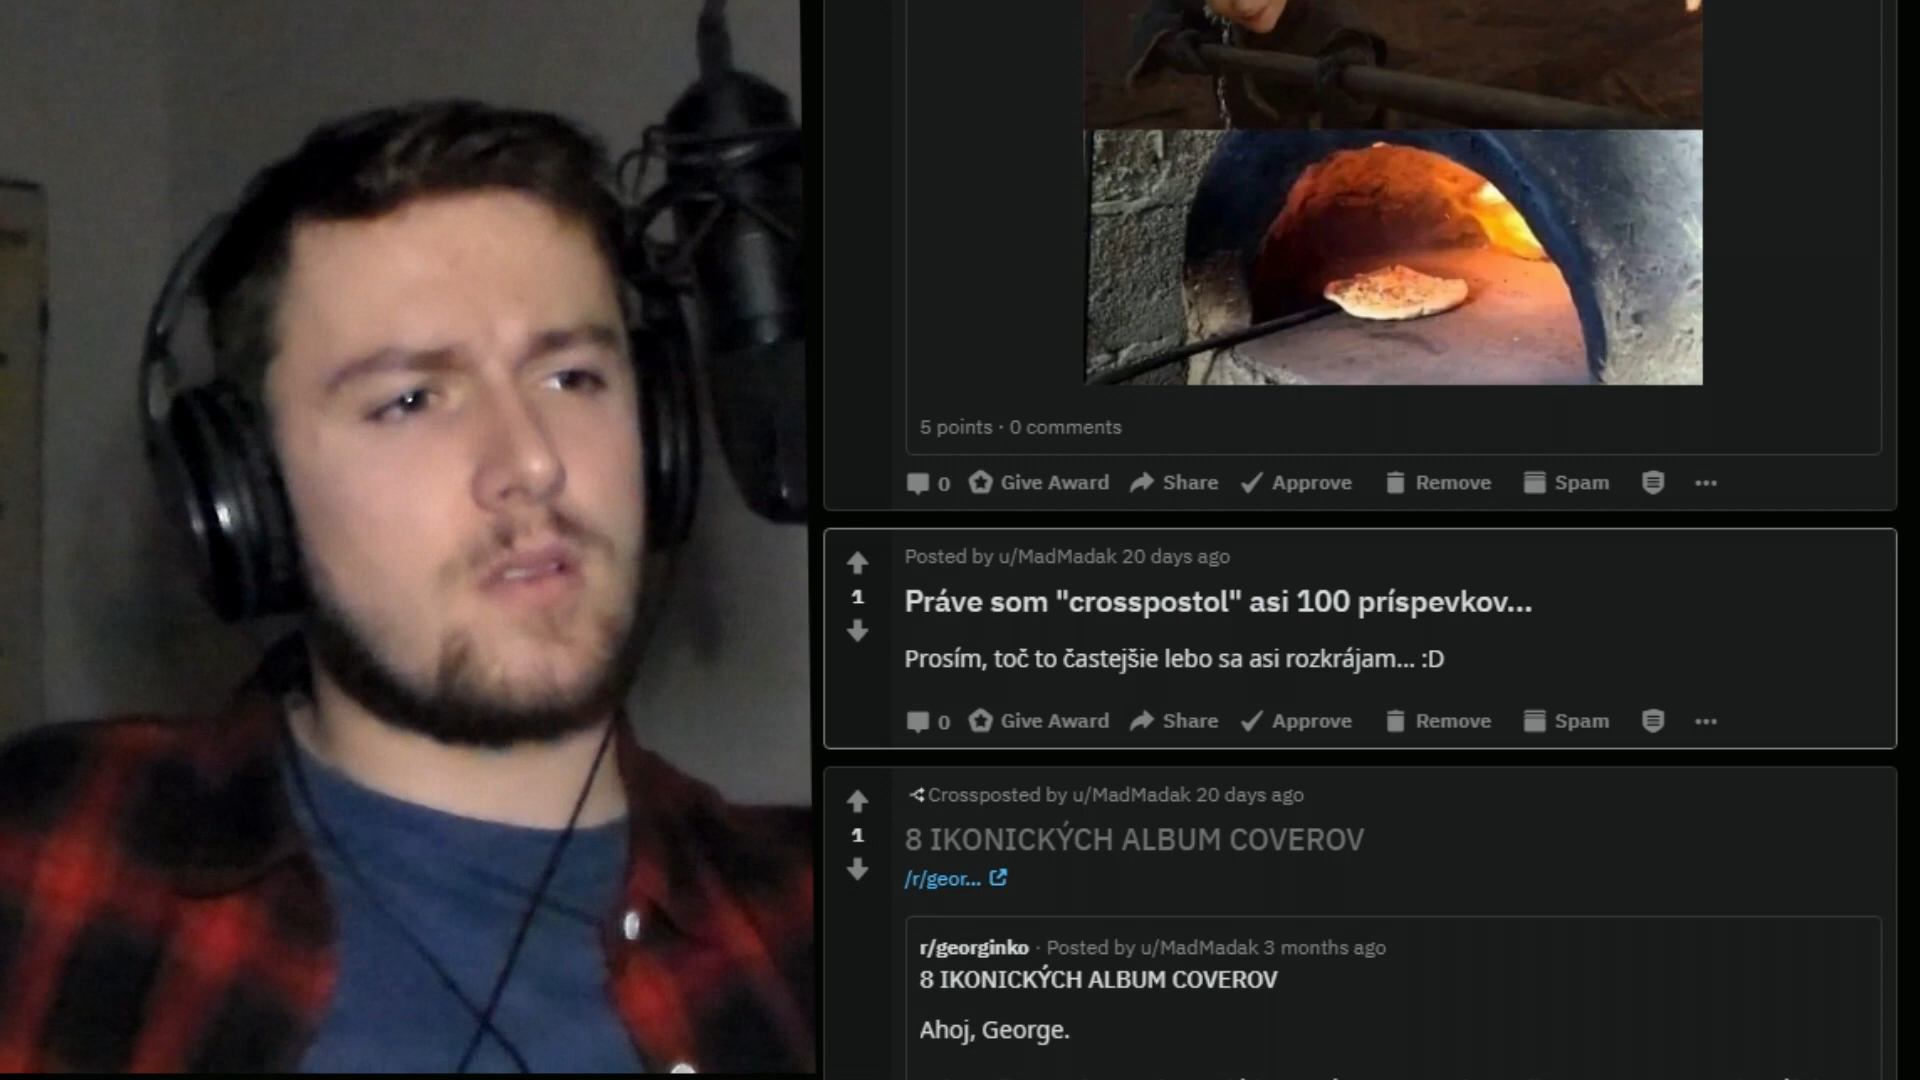 5 points · 0 comments
0 Give Award Share Approve Remove Spam
Posted by u/MadMadak 20 days ago
1
Práve som "crosspostol" asi 100 príspevkov...
Prosím, toč to častejšie lebo sa asi rozkrájam... :D
0 Give Award Share Approve Remove Spam
Crossposted by u/MadMadak 20 days ago
1
8 IKONICKÝCH ALBUM COVEROV
/r/geor...
r/georginko · Posted by u/MadMadak 3 months ago
8 IKONICKÝCH ALBUM COVEROV
Ahoj, George.